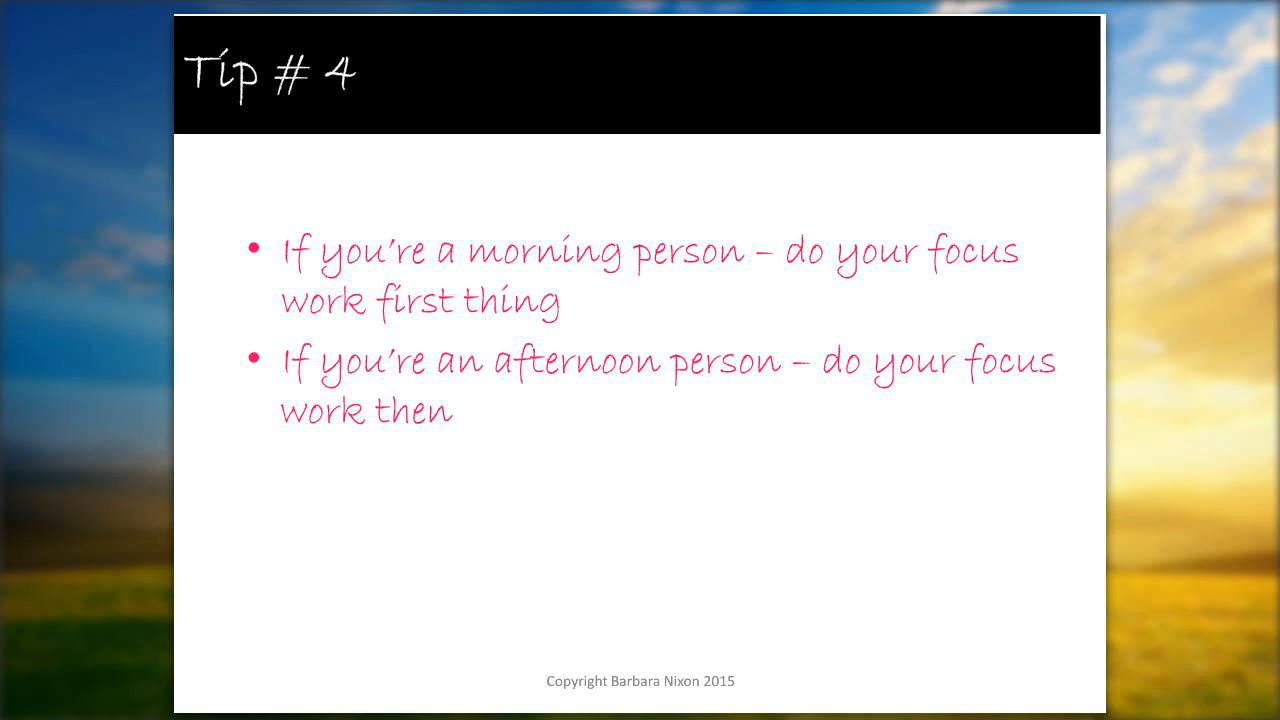 Tip # 4
• If you're a morning person – do your focus
work first thing
• If you're an afternoon person – do your focus
work then
Copyright Barbara Nixon 2015